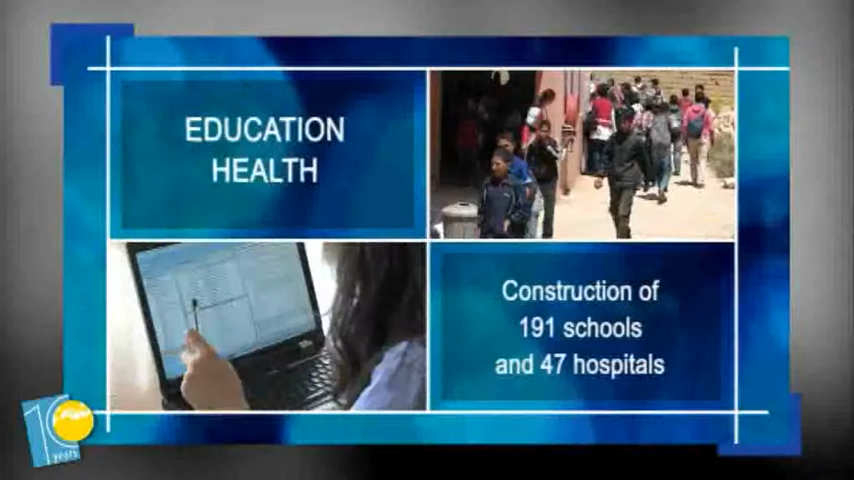 EDUCATION
HEALTH
Construction of
191 schools
and 47 hospitals
10
years